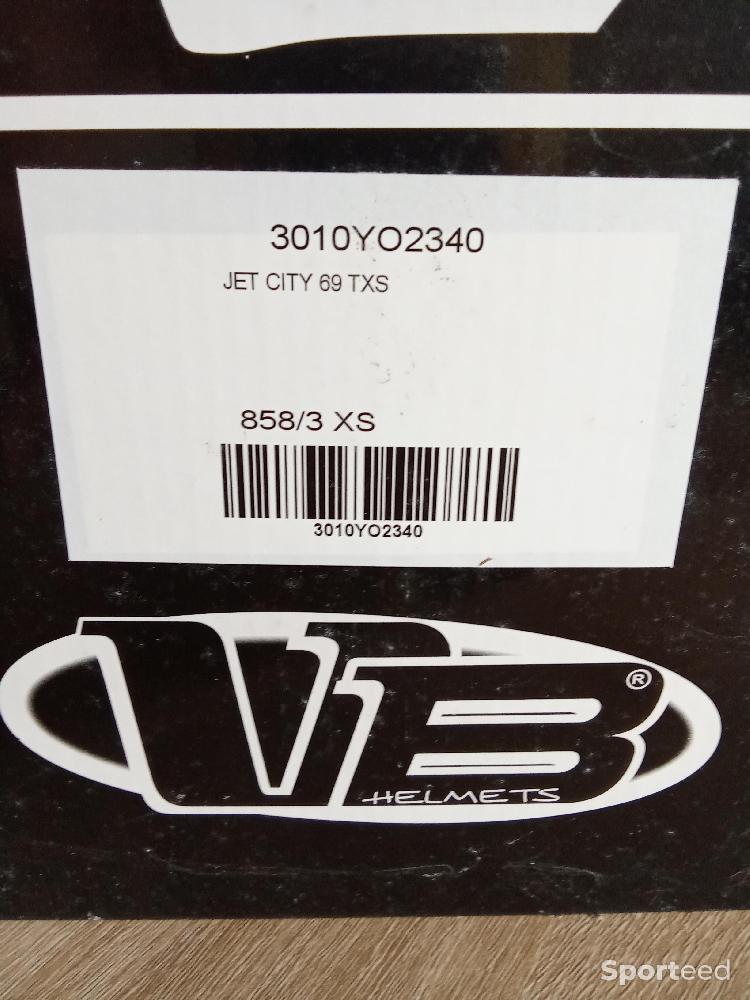 3010YO2340
JET CITY 69 TXS
858/3 XS
3010YO2340
VB ®
HELMETS
Sporteed